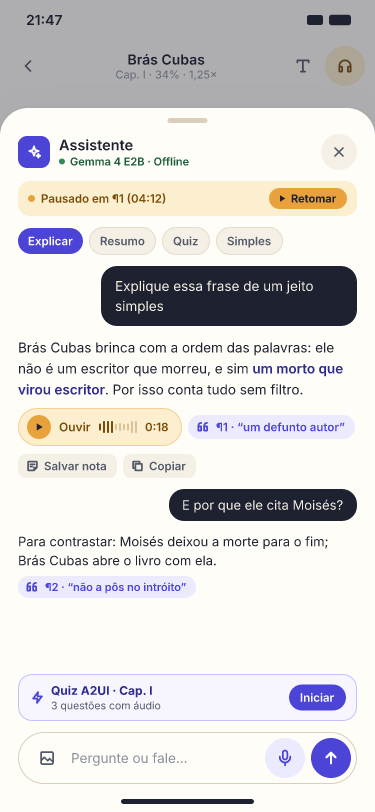 21:47
Brás Cubas
Cap. I · 34% · 1,25×
Assistente
Gemma 4 E2B · Offline
Pausado em ¶1 (04:12)
Retomar
Explicar
Resumo
Quiz
Simples
Explique essa frase de um jeito
simples
Brás Cubas brinca com a ordem das palavras: ele
não é um escritor que morreu, e sim um morto que
virou escritor. Por isso conta tudo sem filtro.
Ouvir 0:18
¶1 · “um defunto autor”
Salvar nota
Copiar
E por que ele cita Moisés?
Para contrastar: Moisés deixou a morte para o fim;
Brás Cubas abre o livro com ela.
¶2 · “não a pôs no intróito”
Quiz A2UI · Cap. I
3 questões com áudio
Iniciar
Pergunte ou fale...